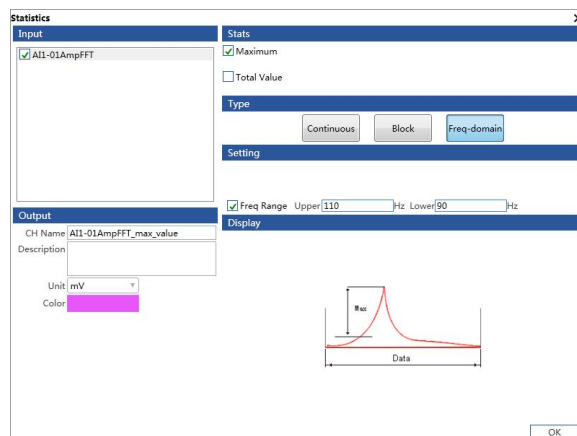 Statistics
Input
AI1-01AmpFFT
Stats
Maximum
Total Value
Type
Continuous Block Freq-domain
Setting
Freq Range Upper 110 Hz Lower 90 Hz
Output
CH Name AI1-01AmpFFT_max_value
Description
Unit mV
Color
Display
Max
Data
OK